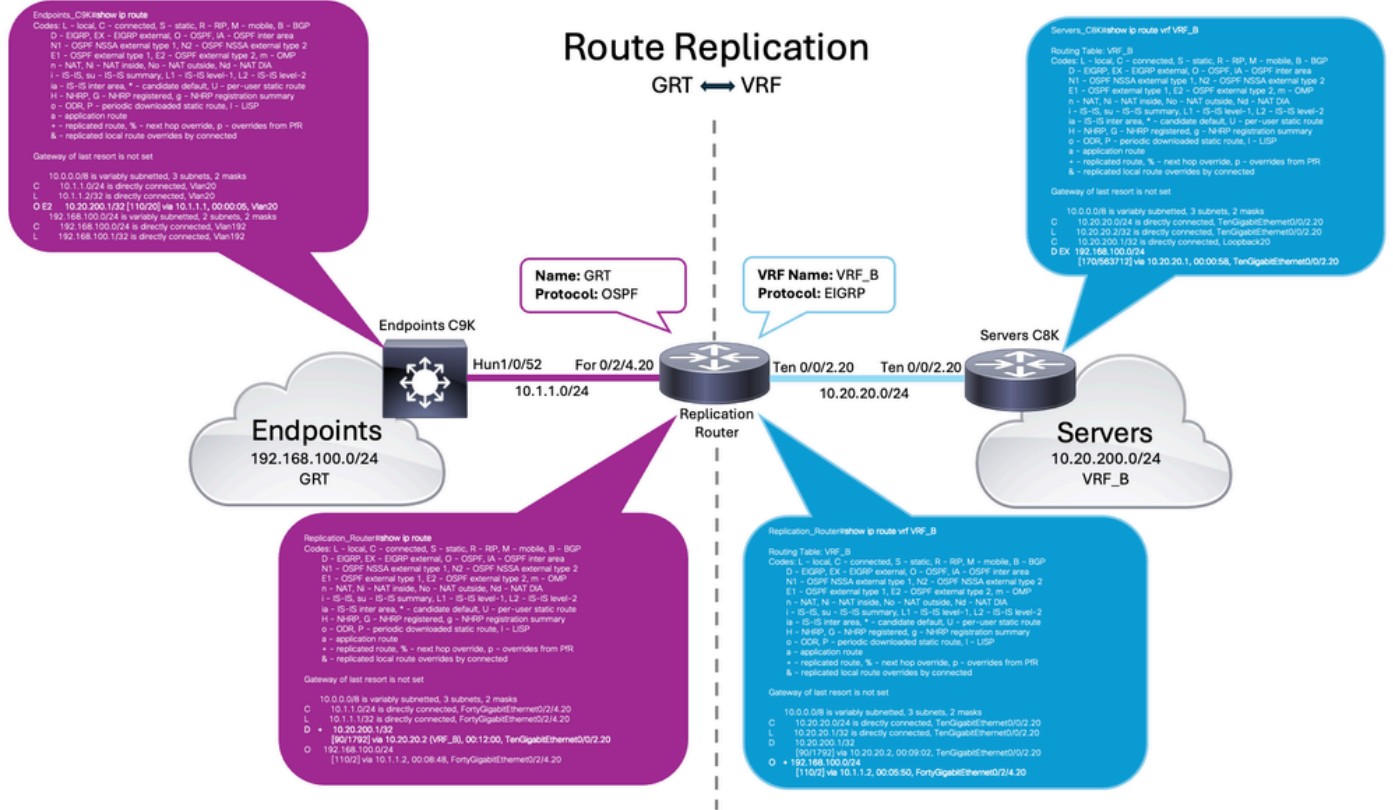 Route Replication
GRT ⟷ VRF
Endpoints_C9K#show ip route
Codes: L - local, C - connected, S - static, R - RIP, M - mobile, B - BGP
D - EIGRP, EX - EIGRP external, O - OSPF, IA - OSPF inter area
N1 - OSPF NSSA external type 1, N2 - OSPF NSSA external type 2
E1 - OSPF external type 1, E2 - OSPF external type 2, m - OMP
n - NAT, Ni - NAT inside, No - NAT outside, Nd - NAT DIA
i - IS-IS, su - IS-IS summary, L1 - IS-IS level-1, L2 - IS-IS level-2
ia - IS-IS inter area, * - candidate default, U - per-user static route
H - NHRP, G - NHRP registered, g - NHRP registration summary
o - ODR, P - periodic downloaded static route, l - LISP
a - application route
+ - replicated route, % - next hop override, p - overrides from PfR
& - replicated local route overrides by connected
Gateway of last resort is not set
10.0.0.0/8 is variably subnetted, 3 subnets, 2 masks
C 10.1.1.0/24 is directly connected, Vlan20
L 10.1.1.2/32 is directly connected, Vlan20
O E2 10.20.200.1/32 [110/20] via 10.1.1.1, 00:00:05, Vlan20
192.168.100.0/24 is variably subnetted, 2 subnets, 2 masks
C 192.168.100.0/24 is directly connected, Vlan192
L 192.168.100.1/32 is directly connected, Vlan192
Servers_C8K#show ip route vrf VRF_B
Routing Table: VRF_B
Codes: L - local, C - connected, S - static, R - RIP, M - mobile, B - BGP
D - EIGRP, EX - EIGRP external, O - OSPF, IA - OSPF inter area
N1 - OSPF NSSA external type 1, N2 - OSPF NSSA external type 2
E1 - OSPF external type 1, E2 - OSPF external type 2, m - OMP
n - NAT, Ni - NAT inside, No - NAT outside, Nd - NAT DIA
i - IS-IS, su - IS-IS summary, L1 - IS-IS level-1, L2 - IS-IS level-2
ia - IS-IS inter area, * - candidate default, U - per-user static route
H - NHRP, G - NHRP registered, g - NHRP registration summary
o - ODR, P - periodic downloaded static route, l - LISP
a - application route
+ - replicated route, % - next hop override, p - overrides from PfR
& - replicated local route overrides by connected
Gateway of last resort is not set
10.0.0.0/8 is variably subnetted, 3 subnets, 2 masks
C 10.20.20.0/24 is directly connected, TenGigabitEthernet0/0/2.20
L 10.20.20.2/32 is directly connected, TenGigabitEthernet0/0/2.20
C 10.20.200.1/32 is directly connected, Loopback20
D EX 192.168.100.0/24
[170/563712] via 10.20.20.1, 00:00:58, TenGigabitEthernet0/0/2.20
Name: GRT
Protocol: OSPF
VRF Name: VRF_B
Protocol: EIGRP
Endpoints C9K
Servers C8K
Hun1/0/52
For 0/2/4.20
Ten 0/0/2.20
Ten 0/0/2.20
10.1.1.0/24
10.20.20.0/24
Replication
Router
Endpoints
192.168.100.0/24
GRT
Servers
10.20.200.0/24
VRF_B
Replication_Router#show ip route
Codes: L - local, C - connected, S - static, R - RIP, M - mobile, B - BGP
D - EIGRP, EX - EIGRP external, O - OSPF, IA - OSPF inter area
N1 - OSPF NSSA external type 1, N2 - OSPF NSSA external type 2
E1 - OSPF external type 1, E2 - OSPF external type 2, m - OMP
n - NAT, Ni - NAT inside, No - NAT outside, Nd - NAT DIA
i - IS-IS, su - IS-IS summary, L1 - IS-IS level-1, L2 - IS-IS level-2
ia - IS-IS inter area, * - candidate default, U - per-user static route
H - NHRP, G - NHRP registered, g - NHRP registration summary
o - ODR, P - periodic downloaded static route, l - LISP
a - application route
+ - replicated route, % - next hop override, p - overrides from PfR
& - replicated local route overrides by connected
Gateway of last resort is not set
10.0.0.0/8 is variably subnetted, 3 subnets, 2 masks
C 10.1.1.0/24 is directly connected, FortyGigabitEthernet0/2/4.20
L 10.1.1.1/32 is directly connected, FortyGigabitEthernet0/2/4.20
D + 10.20.200.1/32
[90/1792] via 10.20.20.2 (VRF_B), 00:12:00, TenGigabitEthernet0/0/2.20
O 192.168.100.0/24
[110/2] via 10.1.1.2, 00:08:48, FortyGigabitEthernet0/2/4.20
Replication_Router#show ip route vrf VRF_B
Routing Table: VRF_B
Codes: L - local, C - connected, S - static, R - RIP, M - mobile, B - BGP
D - EIGRP, EX - EIGRP external, O - OSPF, IA - OSPF inter area
N1 - OSPF NSSA external type 1, N2 - OSPF NSSA external type 2
E1 - OSPF external type 1, E2 - OSPF external type 2, m - OMP
n - NAT, Ni - NAT inside, No - NAT outside, Nd - NAT DIA
i - IS-IS, su - IS-IS summary, L1 - IS-IS level-1, L2 - IS-IS level-2
ia - IS-IS inter area, * - candidate default, U - per-user static route
H - NHRP, G - NHRP registered, g - NHRP registration summary
o - ODR, P - periodic downloaded static route, l - LISP
a - application route
+ - replicated route, % - next hop override, p - overrides from PfR
& - replicated local route overrides by connected
Gateway of last resort is not set
10.0.0.0/8 is variably subnetted, 3 subnets, 2 masks
C 10.20.20.0/24 is directly connected, TenGigabitEthernet0/0/2.20
L 10.20.20.1/32 is directly connected, TenGigabitEthernet0/0/2.20
D 10.20.200.1/32
[90/1792] via 10.20.20.2, 00:09:02, TenGigabitEthernet0/0/2.20
O + 192.168.100.0/24
[110/2] via 10.1.1.2, 00:05:50, FortyGigabitEthernet0/2/4.20